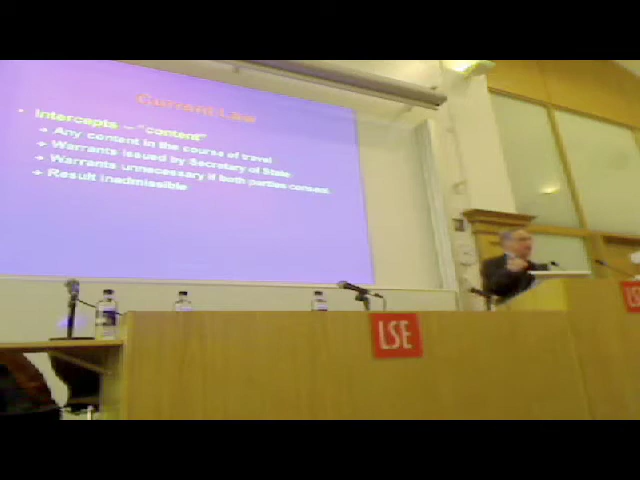 Current Law
• Intercepts – "content"
Any content in the course of travel
Warrants issued by Secretary of State
Warrants unnecessary if both parties consent
Result inadmissible
LSE
LS